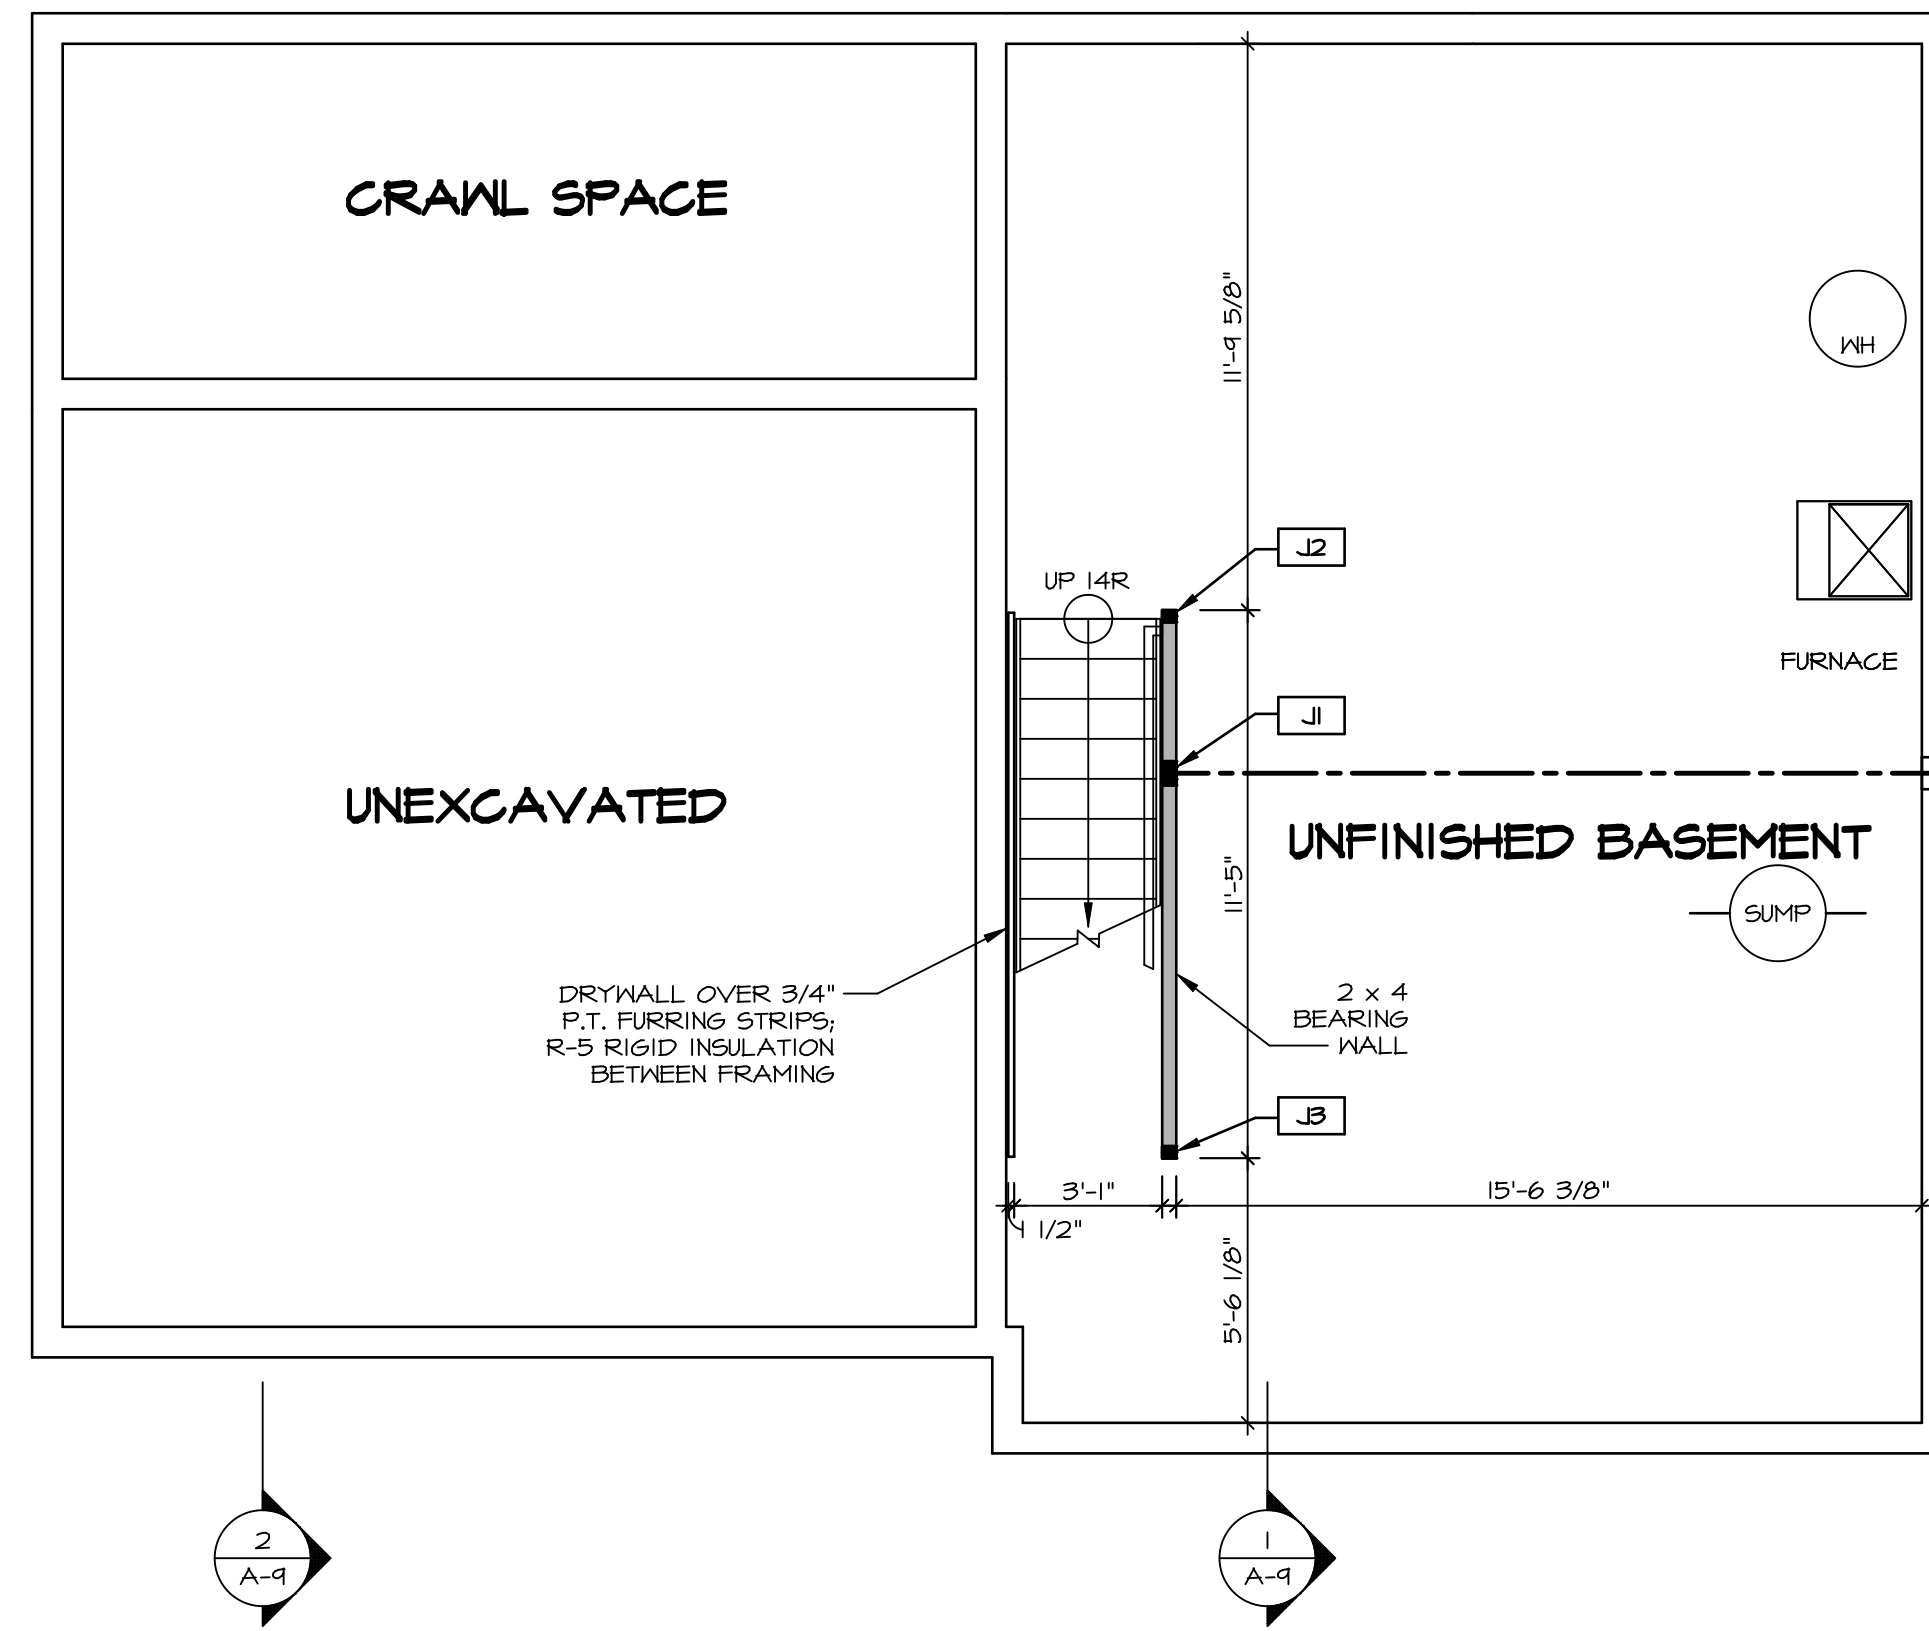 CRAWL SPACE
11'-9 5/8"
WH
J2
UP 14R
FURNACE
J1
UNEXCAVATED
UNFINISHED BASEMENT
11'-5"
SUMP
DRYWALL OVER 3/4"
P.T. FURRING STRIPS;
R-5 RIGID INSULATION
BETWEEN FRAMING
2 x 4
BEARING
WALL
J3
3'-1"
15'-6 3/8"
1 1/2"
5'-6 1/8"
2
A-9
1
A-9